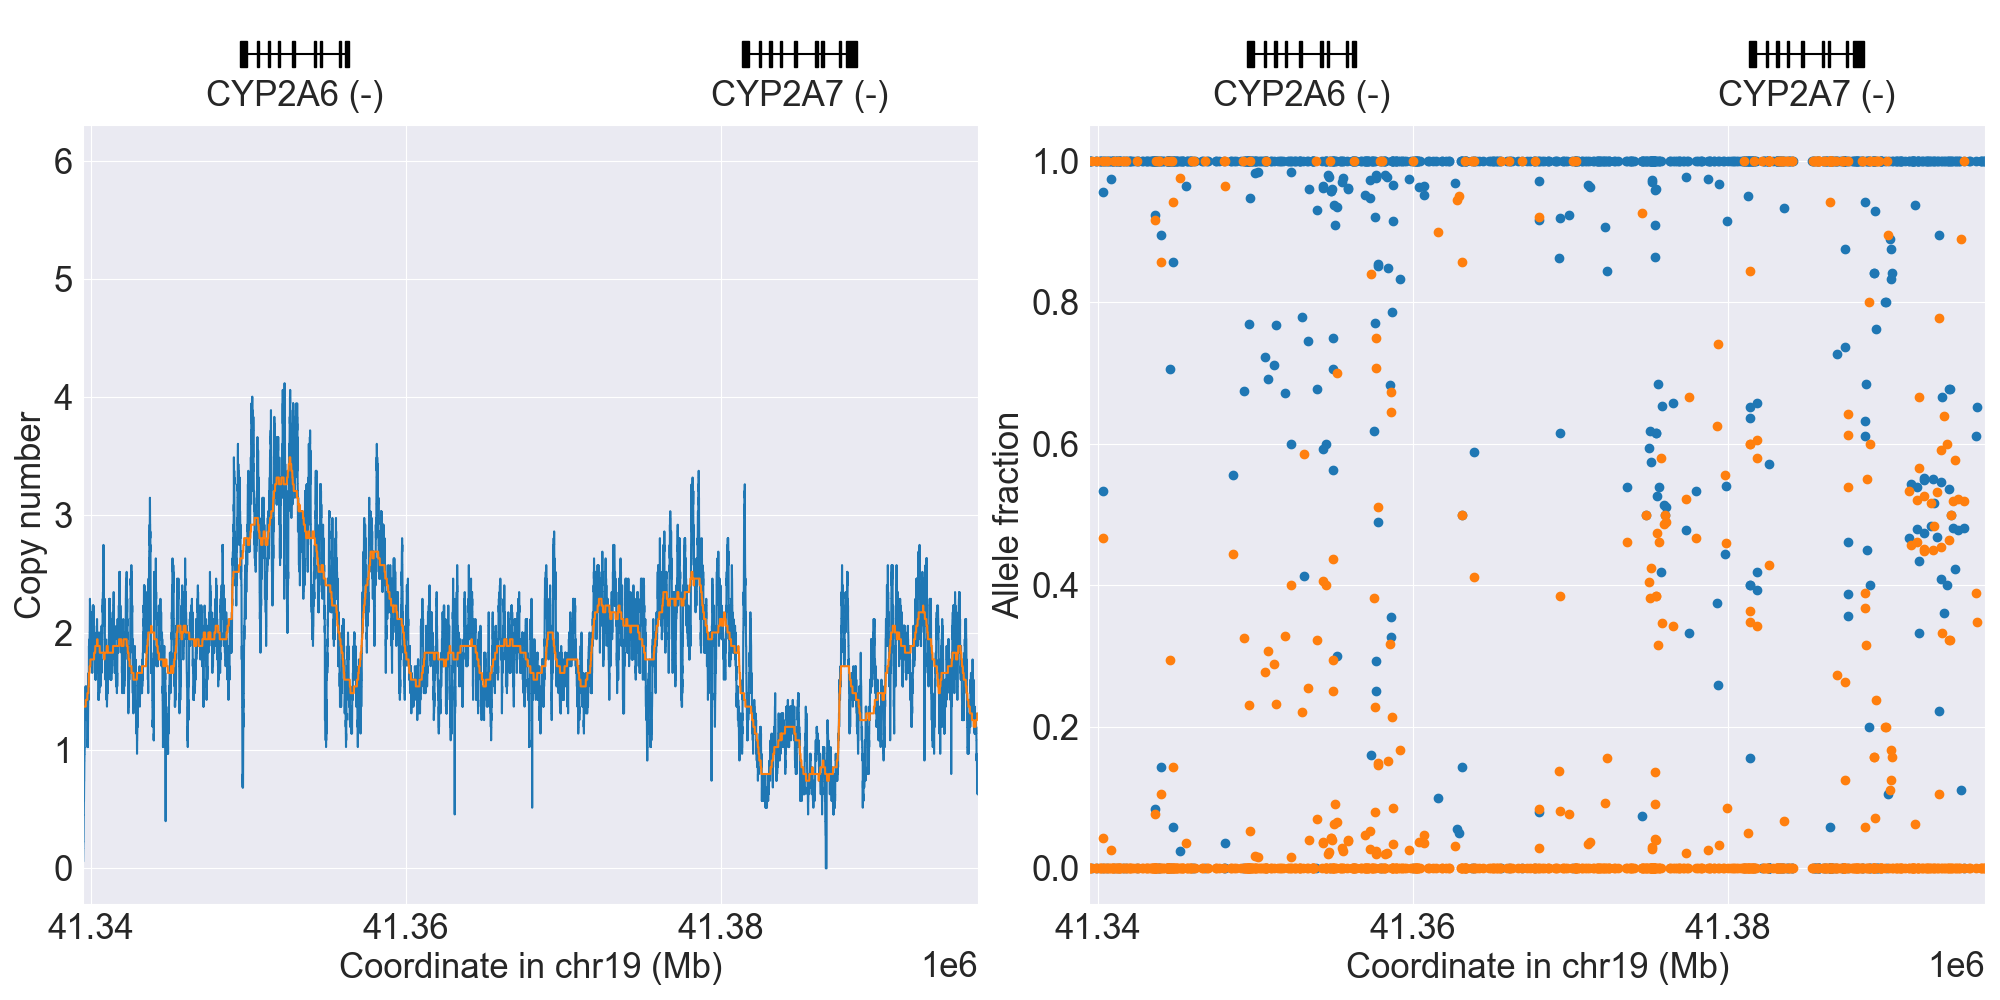 CYP2A6 (-) CYP2A7 (-)
6
5
4
3
2
1
0
Copy number
41.34 41.36 41.38
Coordinate in chr19 (Mb)
1e6
CYP2A6 (-) CYP2A7 (-)
1.0
0.8
0.6
0.4
0.2
0.0
Allele fraction
41.34 41.36 41.38
Coordinate in chr19 (Mb)
1e6